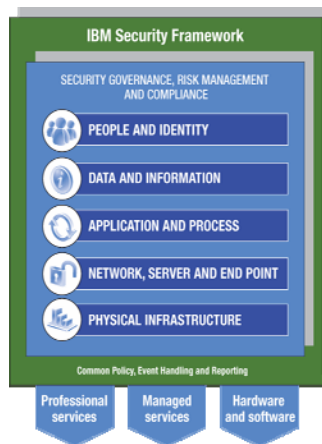 IBM Security Framework
SECURITY GOVERNANCE, RISK MANAGEMENT
AND COMPLIANCE
PEOPLE AND IDENTITY
DATA AND INFORMATION
APPLICATION AND PROCESS
NETWORK, SERVER AND END POINT
PHYSICAL INFRASTRUCTURE
Common Policy, Event Handling and Reporting
Professional
services
Managed
services
Hardware
and software